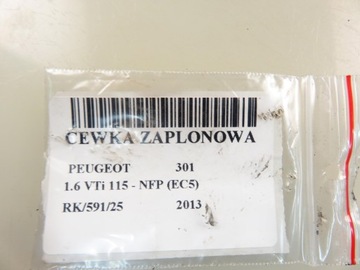 CEWKA ZAPLONOWA
PEUGEOT 301
1.6 VTi 115 - NFP (EC5)
RK/591/25 2013